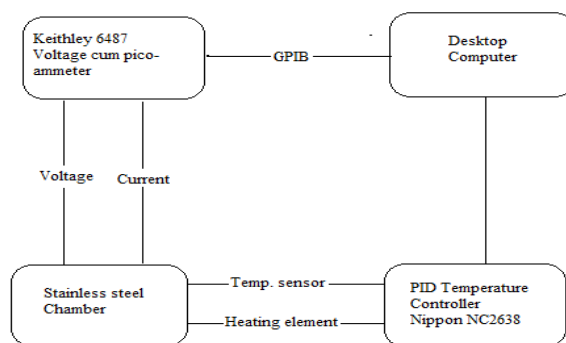 Keithley 6487
Voltage cum pico-
ammeter
GPIB
Desktop
Computer
Voltage
Current
Stainless steel
Chamber
Temp. sensor
Heating element
PID Temperature
Controller
Nippon NC2638